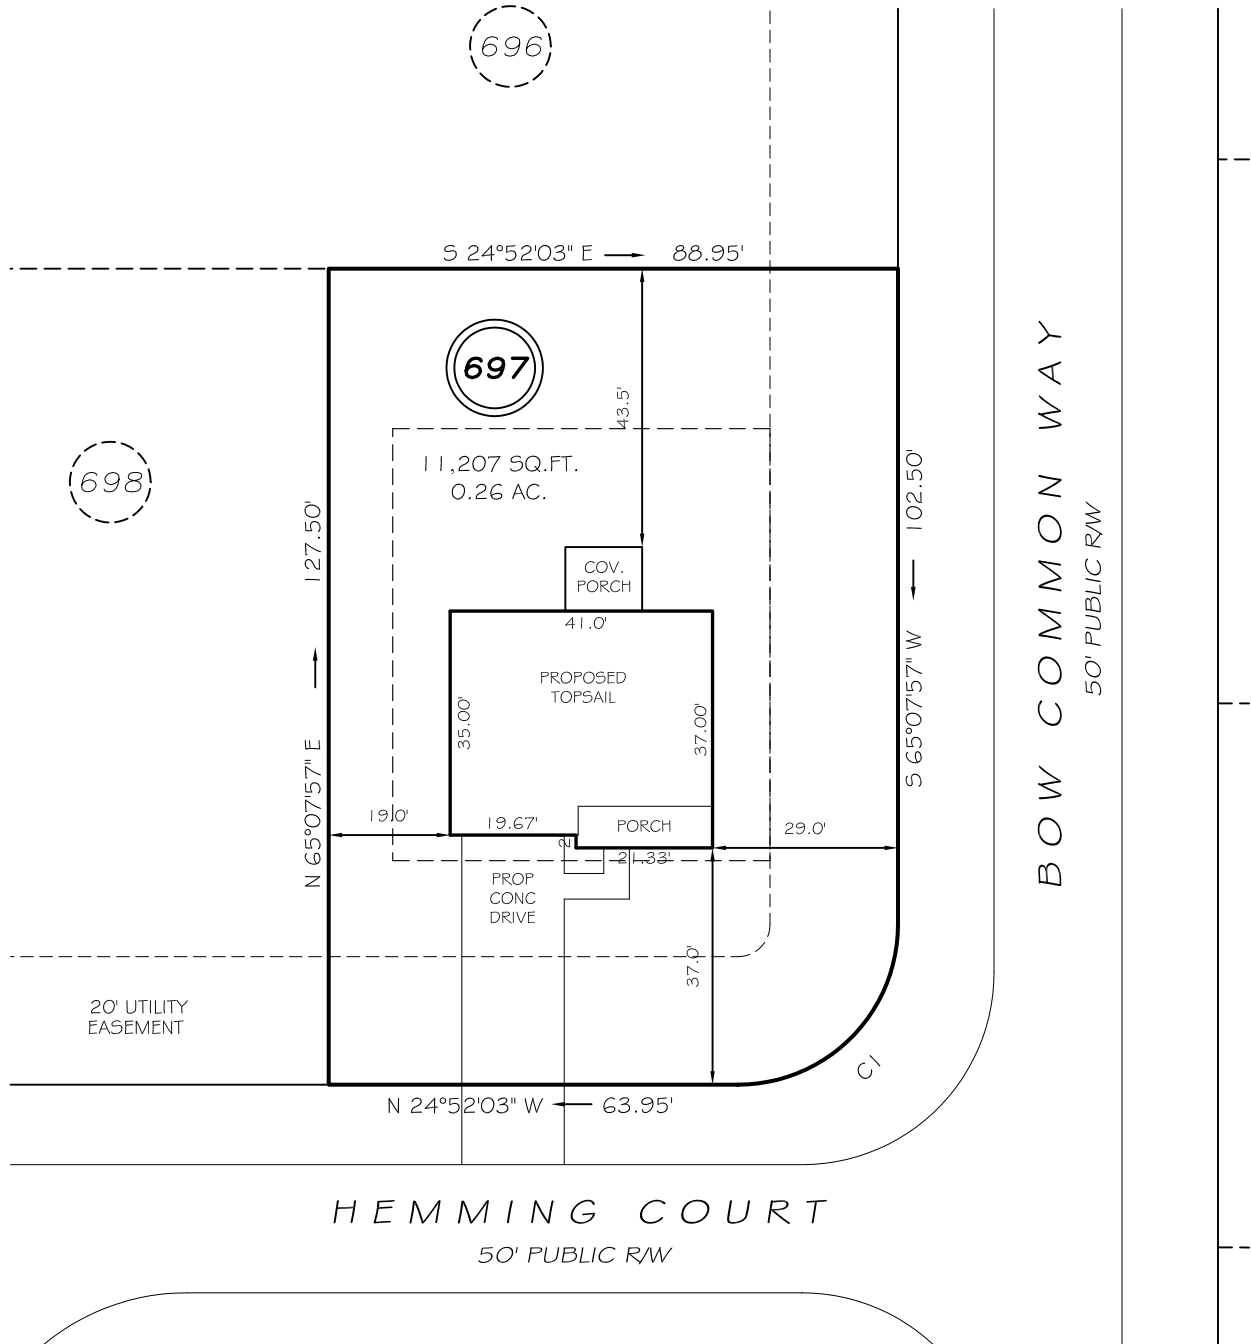 696
S 24°52'03" E 88.95'
697
43.5'
11,207 SQ.FT.
0.26 AC.
698
127.50'
N 65°07'57" E
102.50'
S 65°07'57" W
BOW COMMON WAY
50' PUBLIC R/W
COV.
PORCH
41.0'
PROPOSED
TOPSAIL
35.00'
37.00'
19.0'
19.67'
PORCH
29.0'
2'
21.33'
PROP
CONC
DRIVE
37.0'
20' UTILITY
EASEMENT
C1
N 24°52'03" W 63.95'
HEMMING COURT
50' PUBLIC R/W